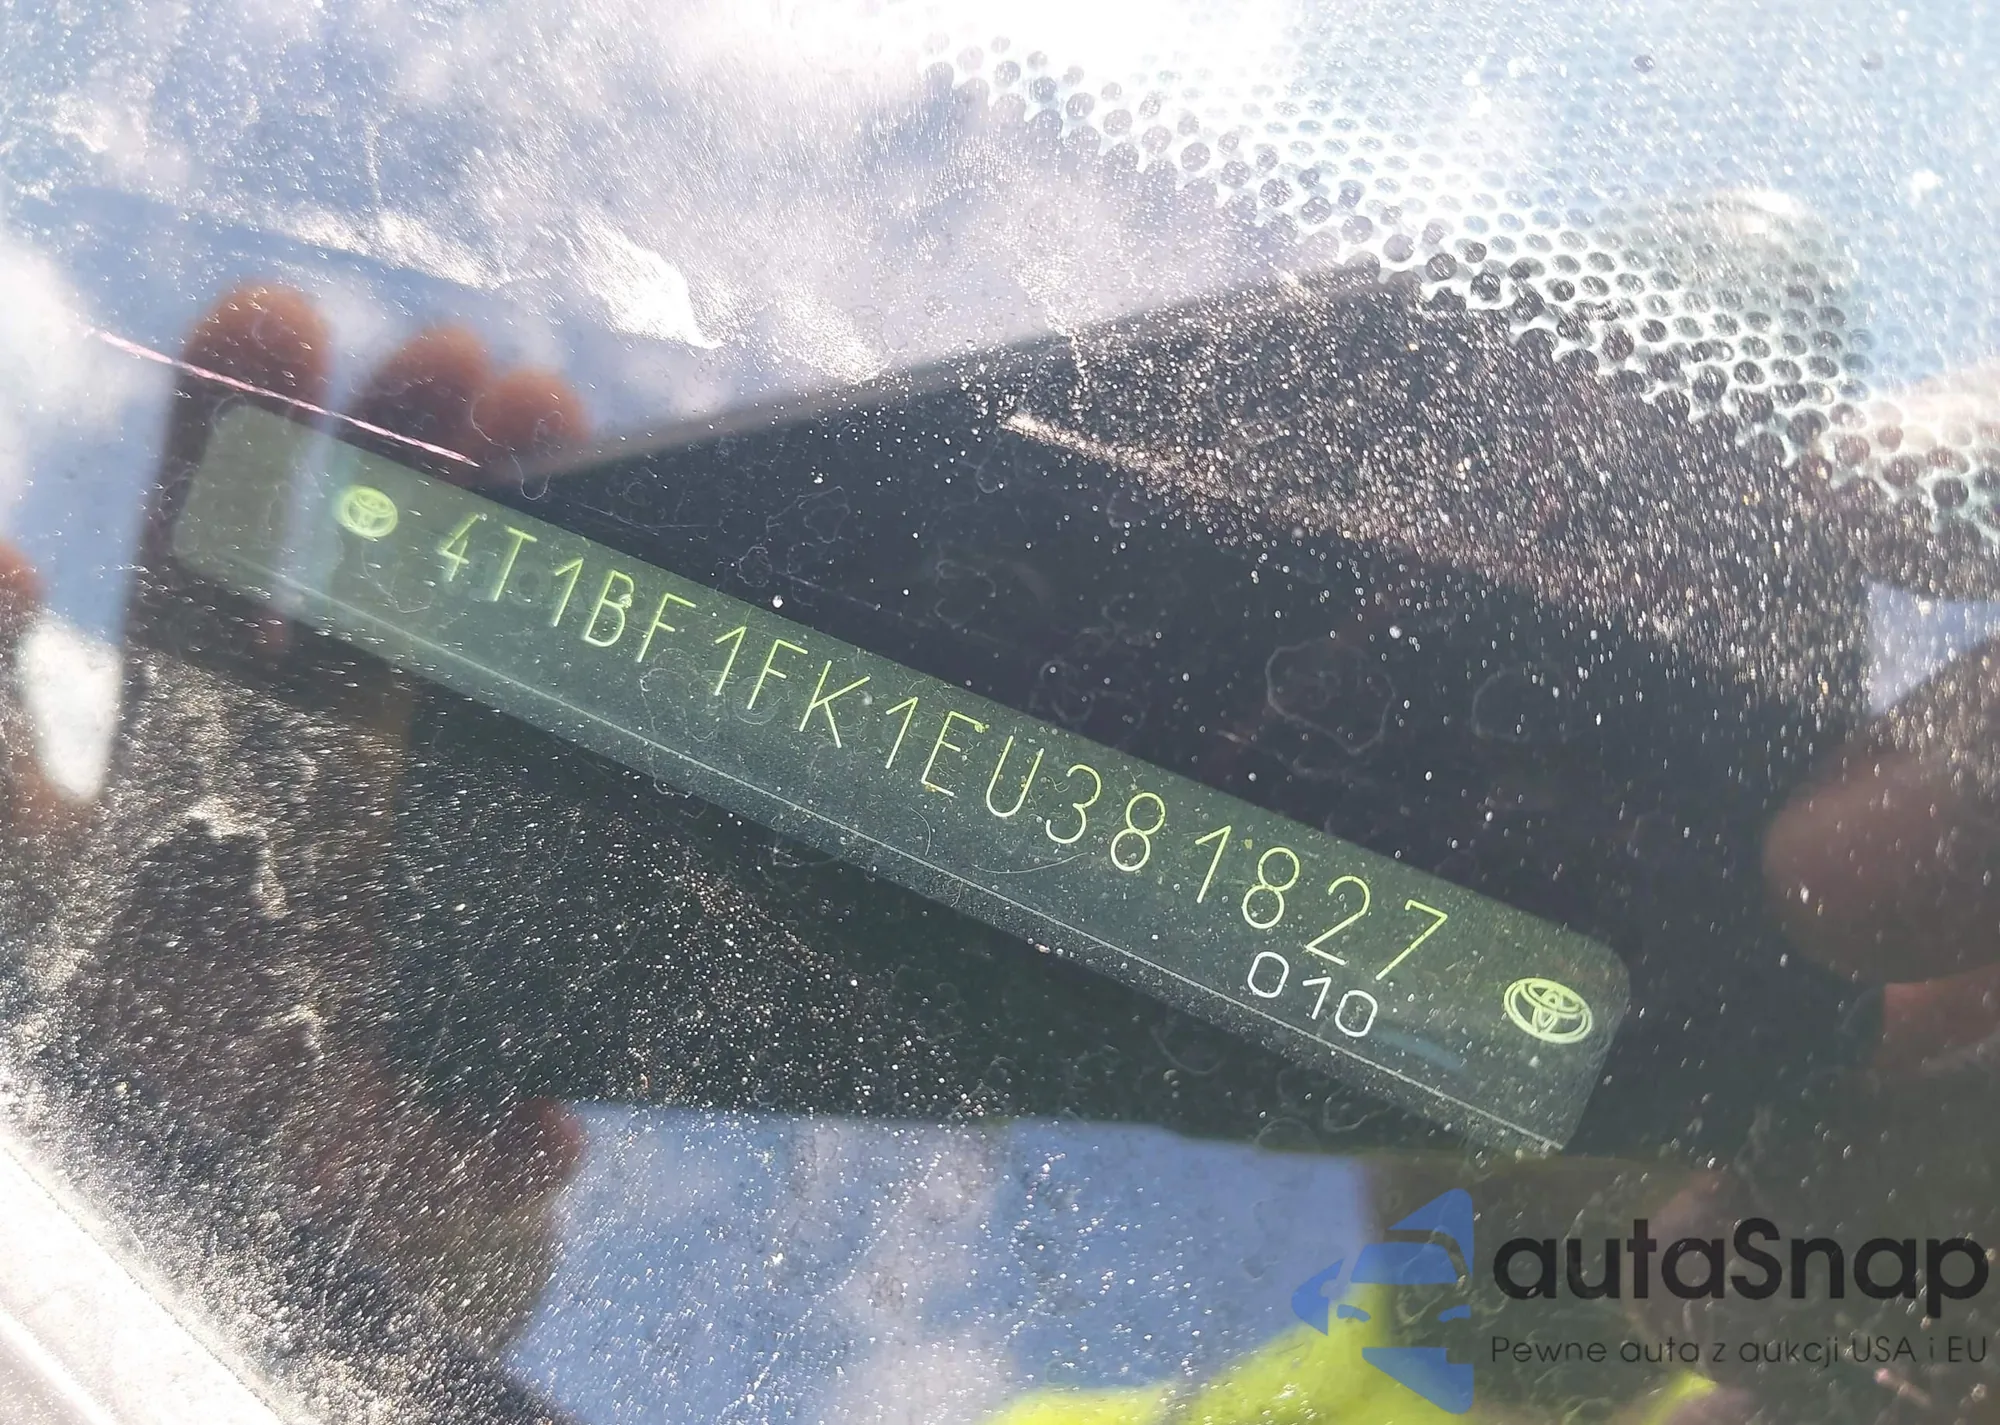 4T1BF1FK1EU381827
010
autaSnap
Pewne auta z aukcji USA i EU